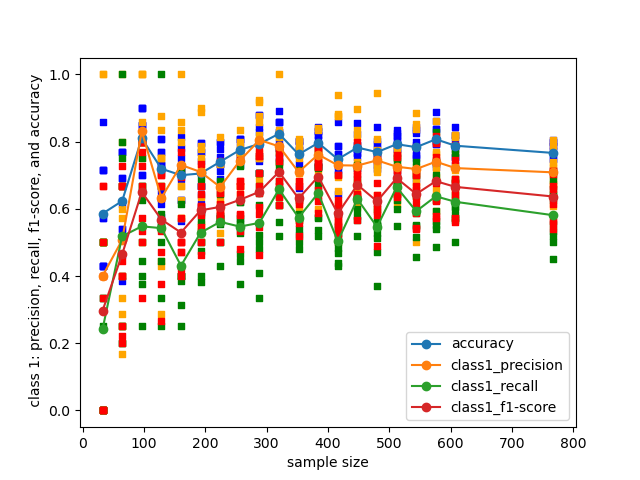 class 1: precision, recall, f1-score, and accuracy
1.0
0.8
0.6
0.4
0.2
0.0
accuracy
class1_precision
class1_recall
class1_f1-score
0 100 200 300 400 500 600 700 800
sample size